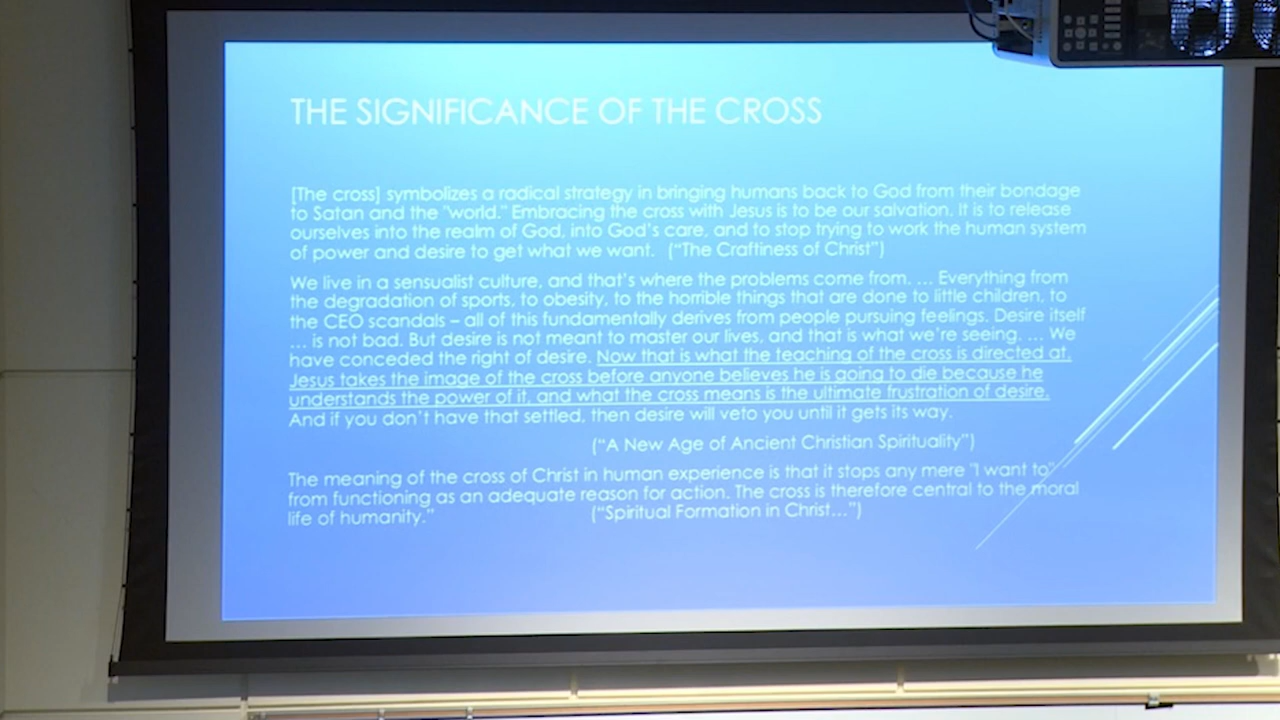 THE SIGNIFICANCE OF THE CROSS
[The cross] symbolizes a radical strategy in bringing humans back to God from their bondage
to Satan and the "world." Embracing the cross with Jesus is to be our salvation. It is to release
ourselves into the realm of God, into God's care, and to stop trying to work the human system
of power and desire to get what we want. ("The Craftiness of Christ")
We live in a sensualist culture, and that's where the problems come from. … Everything from
the degradation of sports, to obesity, to the horrible things that are done to little children, to
the CEO scandals – all of this fundamentally derives from people pursuing feelings. Desire itself
… is not bad. But desire is not meant to master our lives, and that is what we're seeing. … We
have conceded the right of desire. Now that is what the teaching of the cross is directed at.
Jesus takes the image of the cross before anyone believes he is going to die because he
understands the power of it, and what the cross means is the ultimate frustration of desire.
And if you don't have that settled, then desire will veto you until it gets its way.
("A New Age of Ancient Christian Spirituality")
The meaning of the cross of Christ in human experience is that it stops any mere "I want to"
from functioning as an adequate reason for action. The cross is therefore central to the moral
life of humanity." ("Spiritual Formation in Christ…")